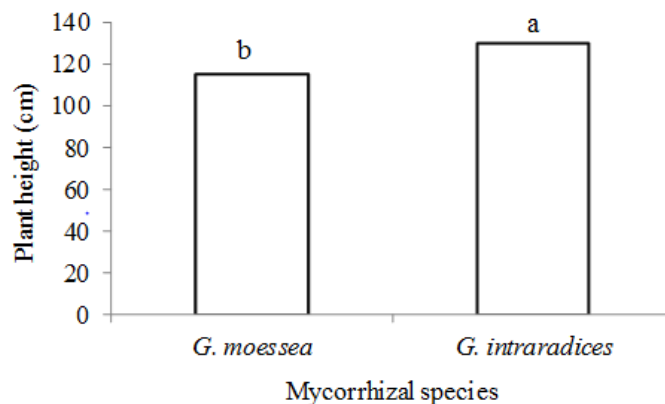 Plant height (cm)
140
120
100
80
60
40
20
0
b
a
G. moessea
G. intraradices
Mycorrhizal species